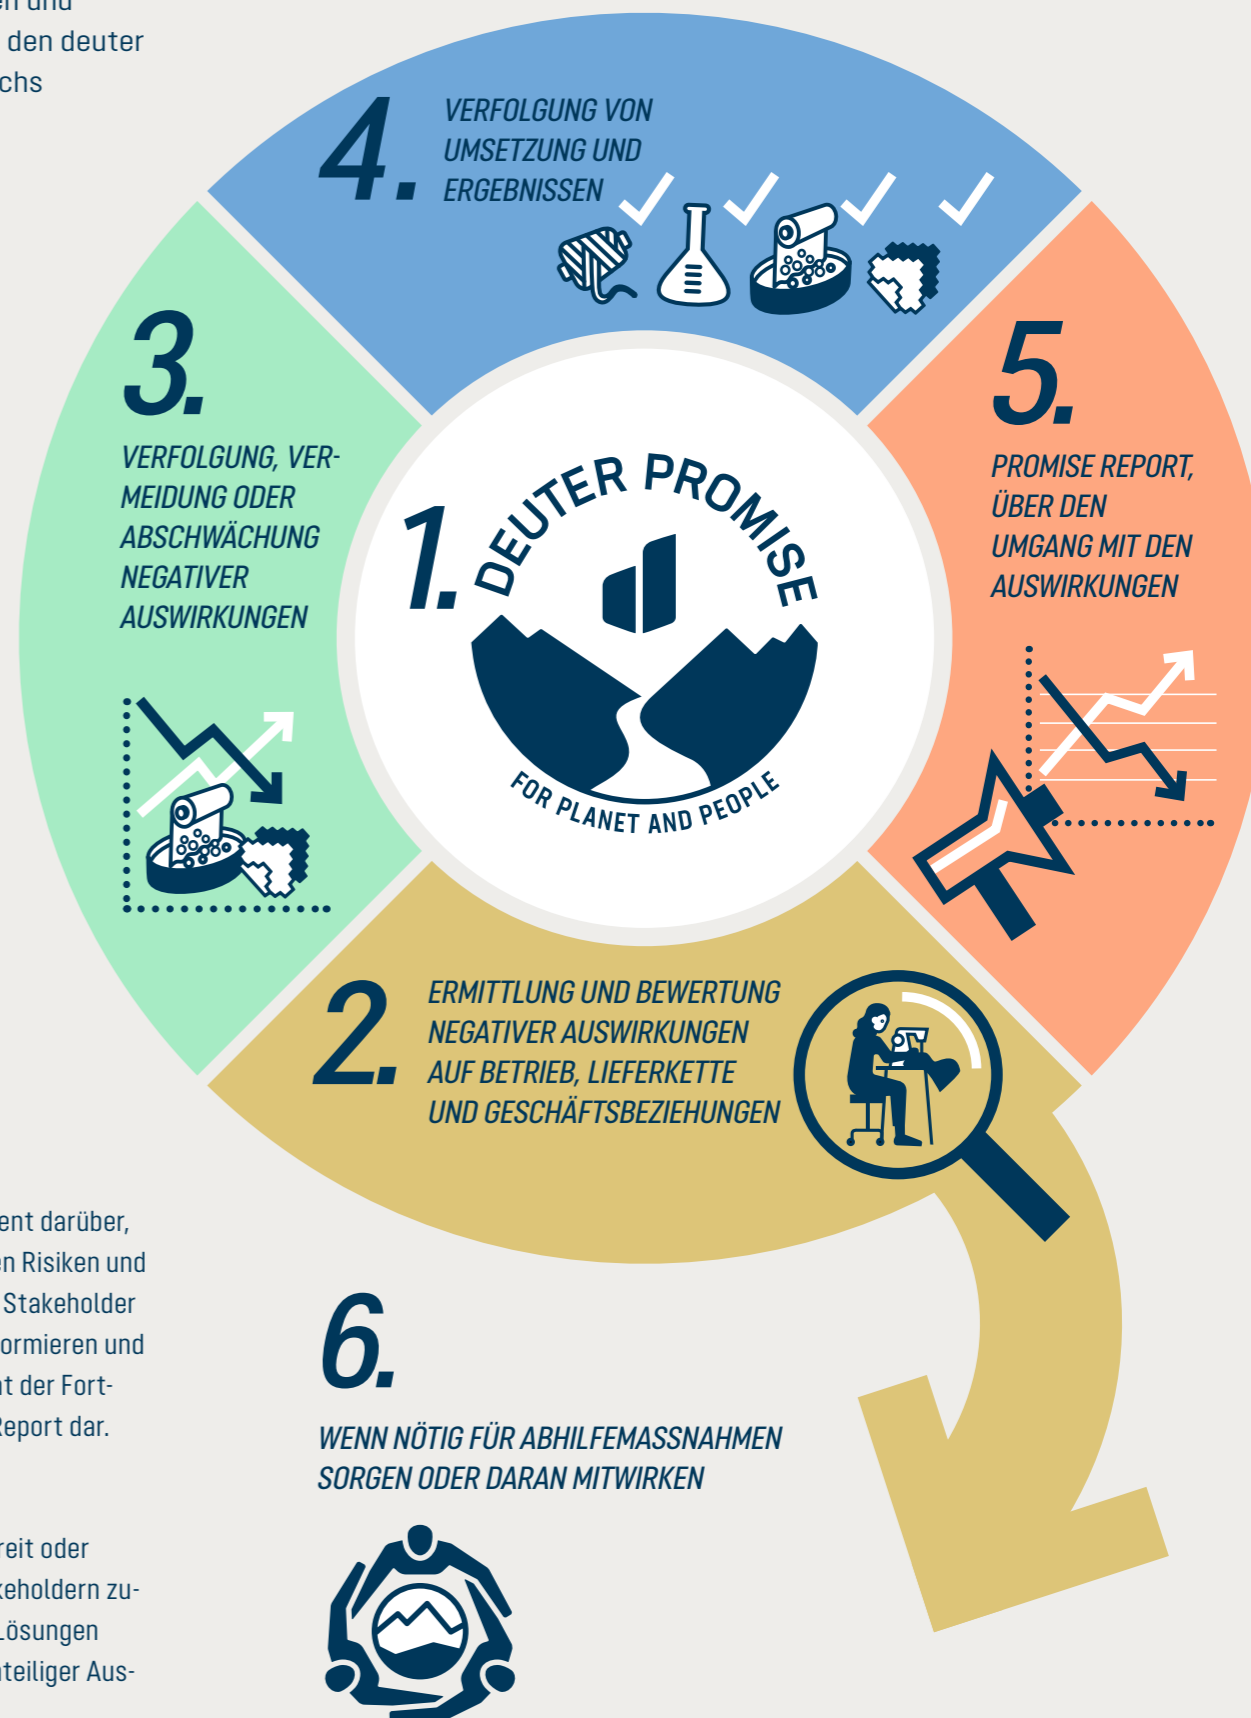 en und
den deuter
chs
4.
VERFOLGUNG VON
UMSETZUNG UND
ERGEBNISSEN
3.
VERFOLGUNG, VER-
MEIDUNG ODER
ABSCHWÄCHUNG
NEGATIVER
AUSWIRKUNGEN
5.
PROMISE REPORT,
ÜBER DEN
UMGANG MIT DEN
AUSWIRKUNGEN
1.
DEUTER PROMISE
FOR PLANET AND PEOPLE
2.
ERMITTLUNG UND BEWERTUNG
NEGATIVER AUSWIRKUNGEN
AUF BETRIEB, LIEFERKETTE
UND GESCHÄFTSBEZIEHUNGEN
ent darüber,
en Risiken und
Stakeholder
ormieren und
t der Fort-
Report dar.
6.
WENN NÖTIG FÜR ABHILFEMASSNAHMEN
SORGEN ODER DARAN MITWIRKEN
reit oder
keholdern zu-
Lösungen
teiliger Aus-